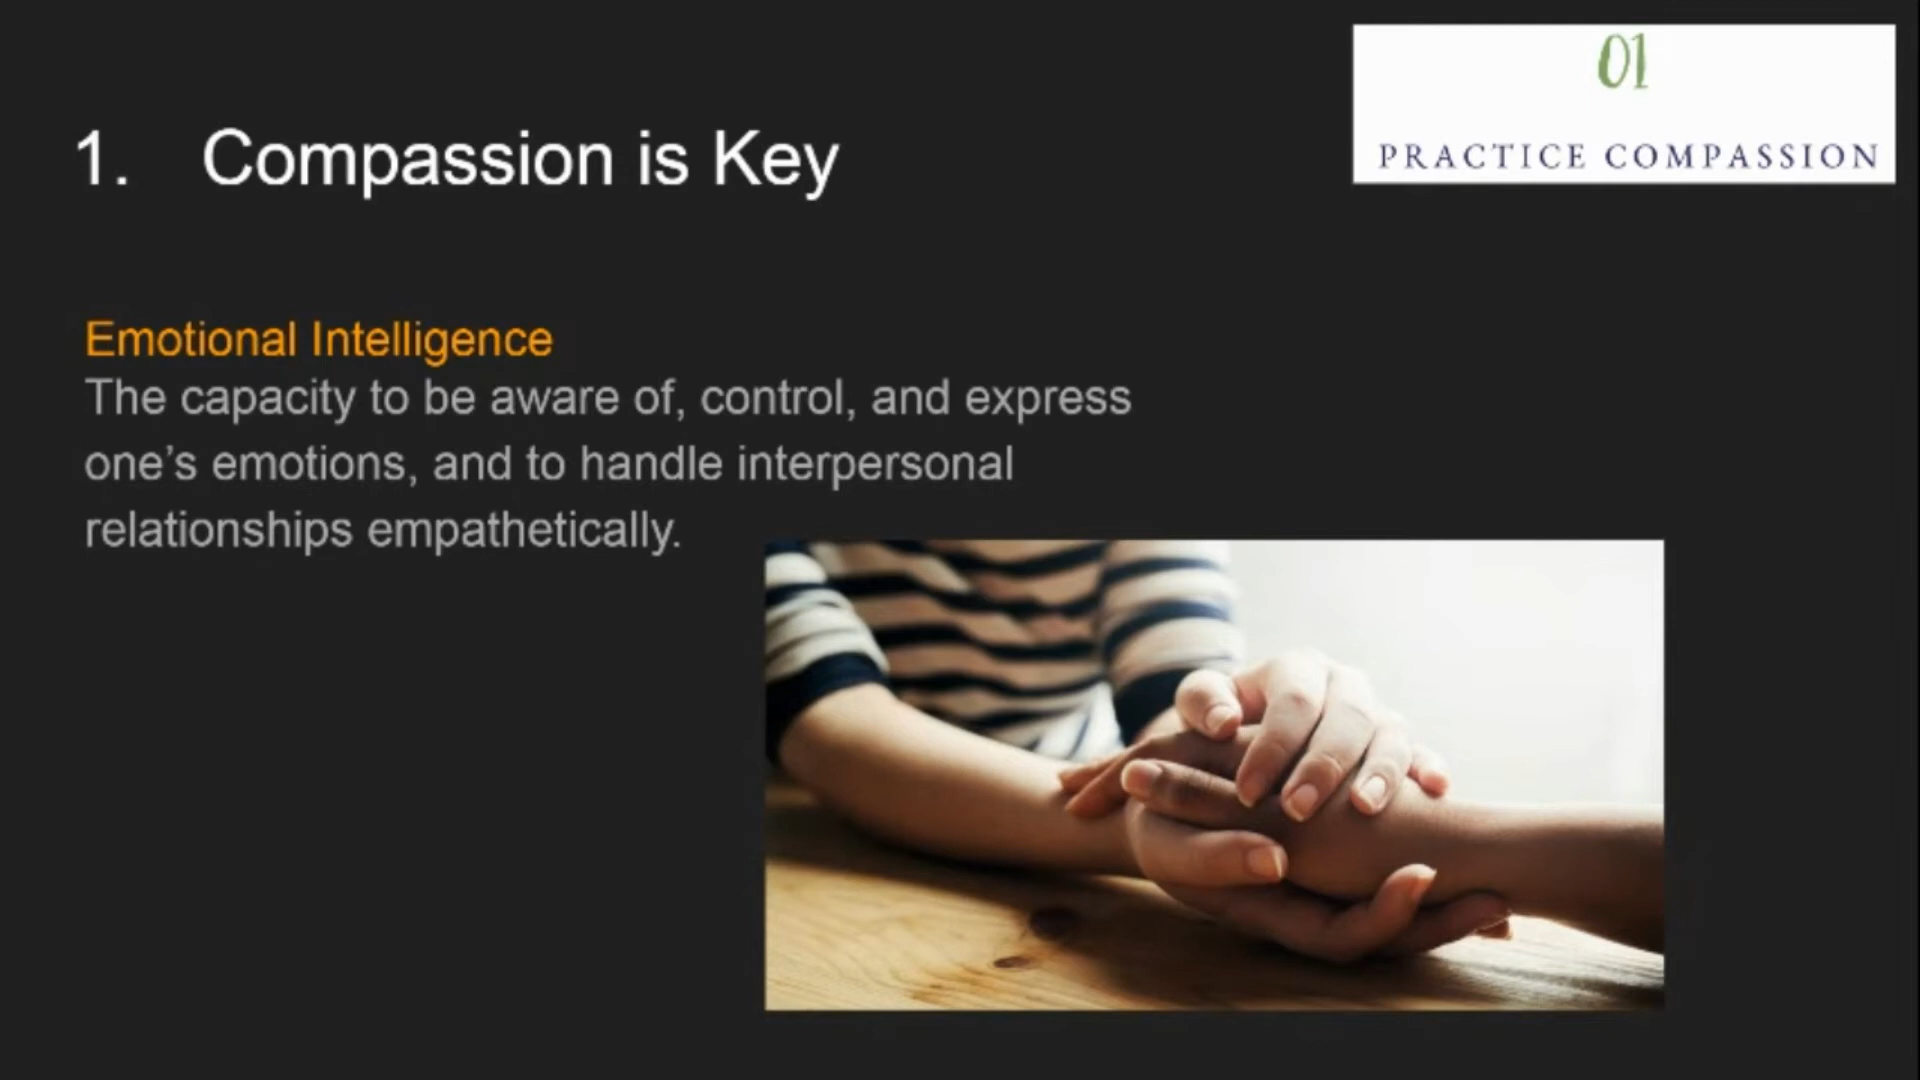 01
PRACTICE COMPASSION
1. Compassion is Key
Emotional Intelligence
The capacity to be aware of, control, and express
one’s emotions, and to handle interpersonal
relationships empathetically.